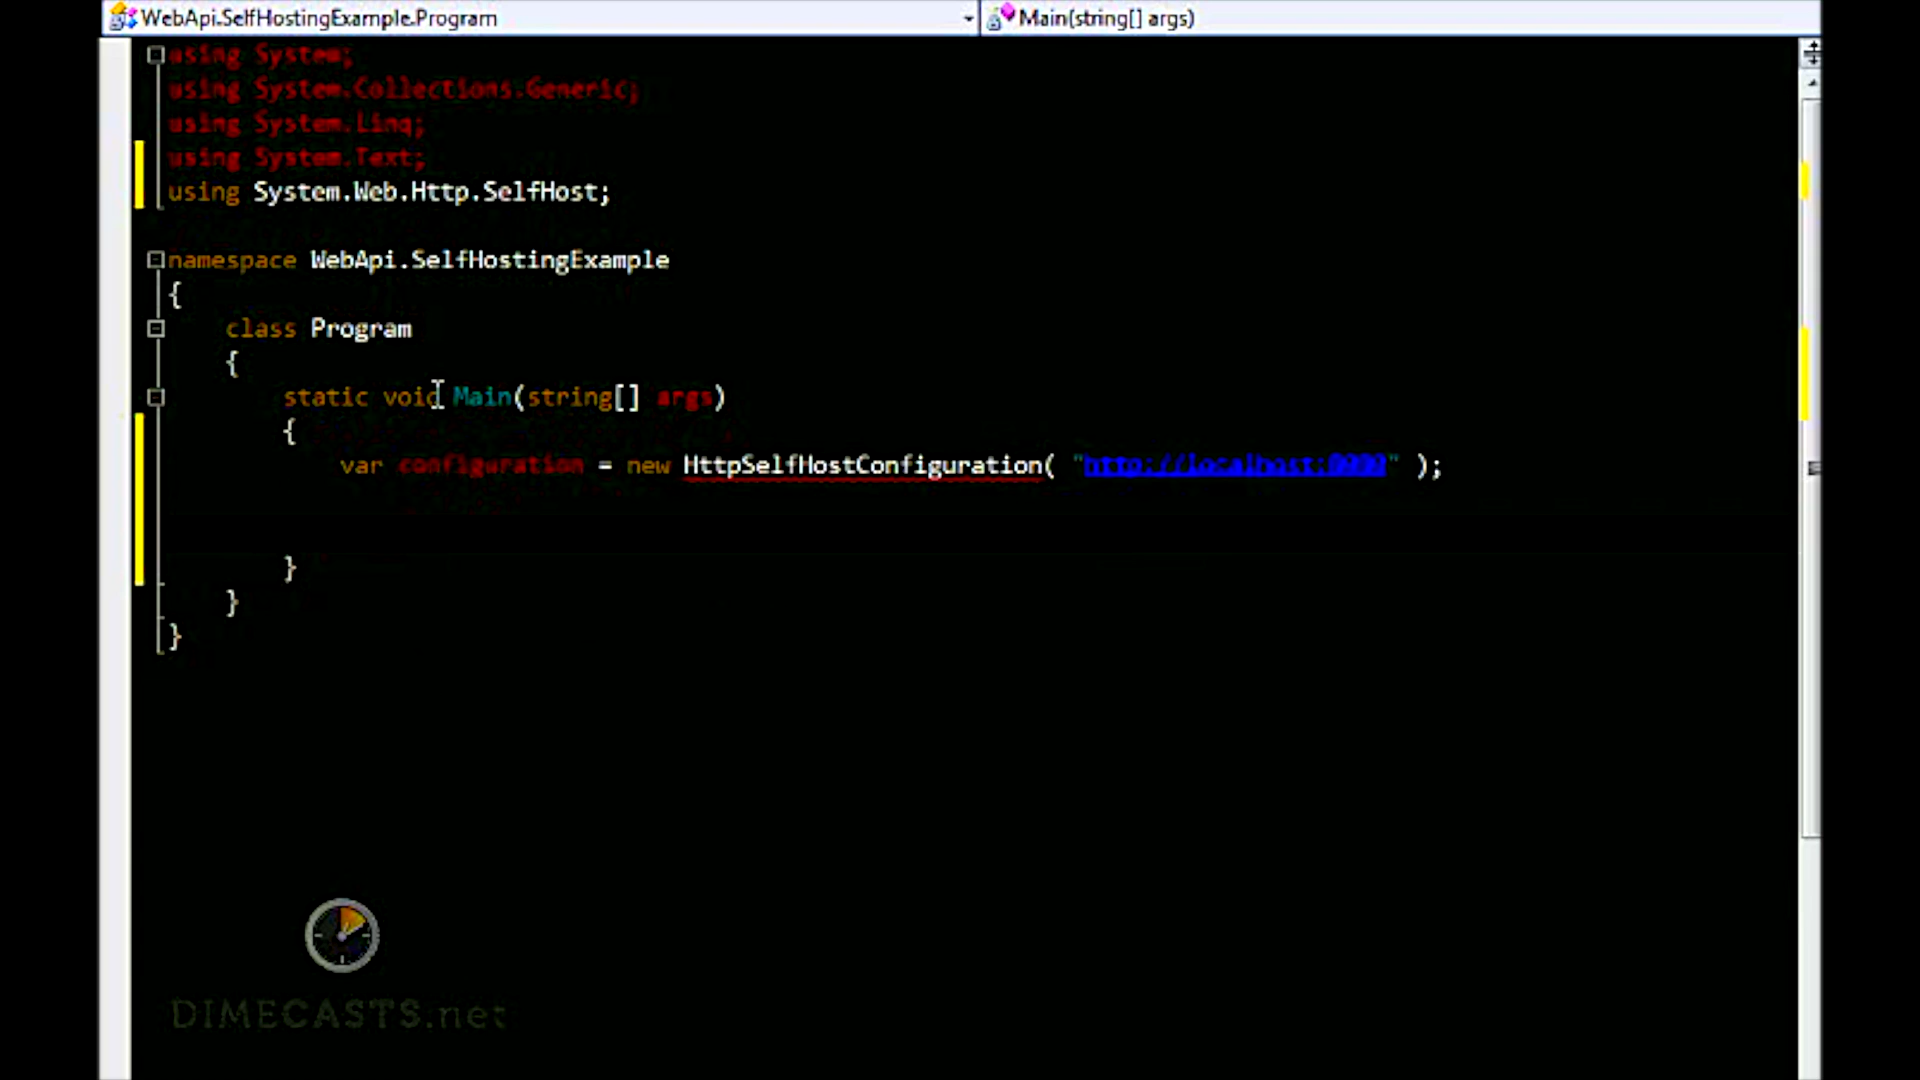 WebApi.SelfHostingExample.Program
Main(string[] args)
using System;
using System.Collections.Generic;
using System.Linq;
using System.Text;
using System.Web.Http.SelfHost;
namespace WebApi.SelfHostingExample
{
class Program
{
static void Main(string[] args)
{
var configuration = new HttpSelfHostConfiguration( "http://localhost:8080" );
}
}
}
DIMECASTS.net